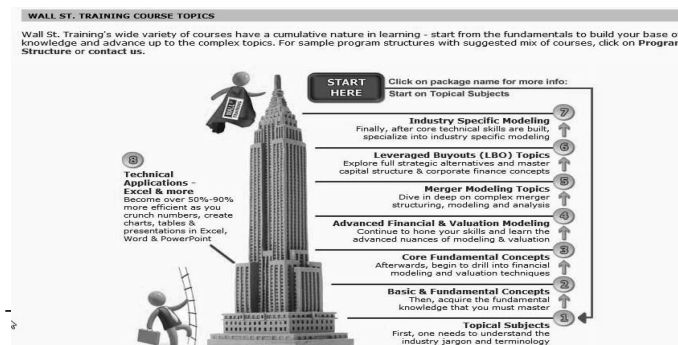 WALL ST. TRAINING COURSE TOPICS
Wall St. Training's wide variety of courses have a cumulative nature in learning - start from the fundamentals to build your base o
knowledge and advance up to the complex topics. For sample program structures with suggested mix of courses, click on Progra
Structure or contact us.
START
HERE
Click on package name for more info:
Start on Topical Subjects
7
Industry Specific Modeling
Finally, after core technical skills are built,
specialize into industry specific modeling
6
Leveraged Buyouts (LBO) Topics
Explore full strategic alternatives and master
capital structure & corporate finance concepts
5
Merger Modeling Topics
Dive in deep on complex merger
structuring, modeling and analysis
4
Advanced Financial & Valuation Modeling
Continue to hone your skills and learn the
advanced nuances of modeling & valuation
3
Core Fundamental Concepts
Afterwards, begin to drill into financial
modeling and valuation techniques
2
Basic & Fundamental Concepts
Then, acquire the fundamental
knowledge that you must master
1
Topical Subjects
First, one needs to understand the
industry jargon and terminology
8
Technical
Applications -
Excel & more
Become over 50%-90%
more efficient as you
crunch numbers, create
charts, tables &
presentations in Excel,
Word & PowerPoint